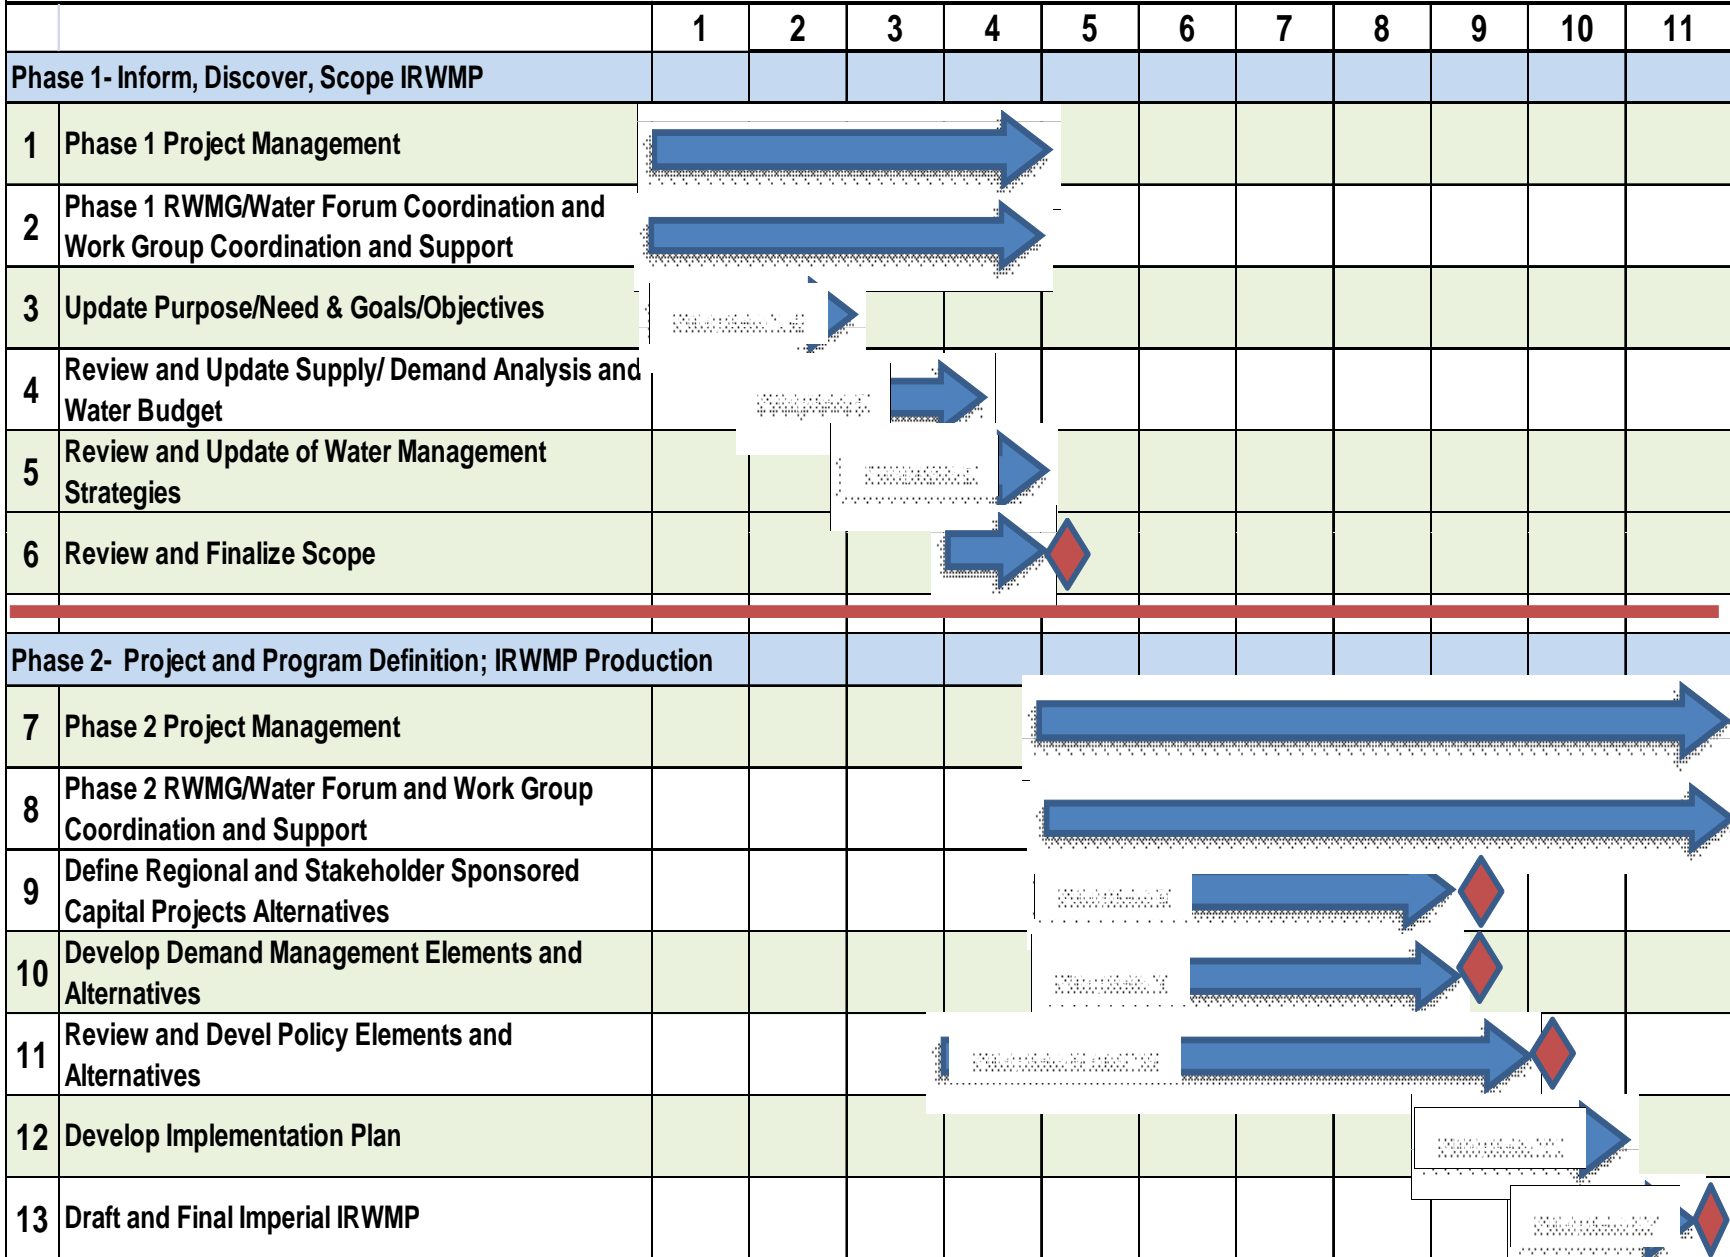 1 2 3 4 5 6 7 8 9 10 11
Phase 1- Inform, Discover, Scope IRWMP
1 Phase 1 Project Management
2 Phase 1 RWMG/Water Forum Coordination and
Work Group Coordination and Support
3 Update Purpose/Need & Goals/Objectives
4 Review and Update Supply/ Demand Analysis and
Water Budget
5 Review and Update of Water Management
Strategies
6 Review and Finalize Scope
Phase 2- Project and Program Definition; IRWMP Production
7 Phase 2 Project Management
8 Phase 2 RWMG/Water Forum and Work Group
Coordination and Support
9 Define Regional and Stakeholder Sponsored
Capital Projects Alternatives
10 Develop Demand Management Elements and
Alternatives
11 Review and Devel Policy Elements and
Alternatives
12 Develop Implementation Plan
13 Draft and Final Imperial IRWMP